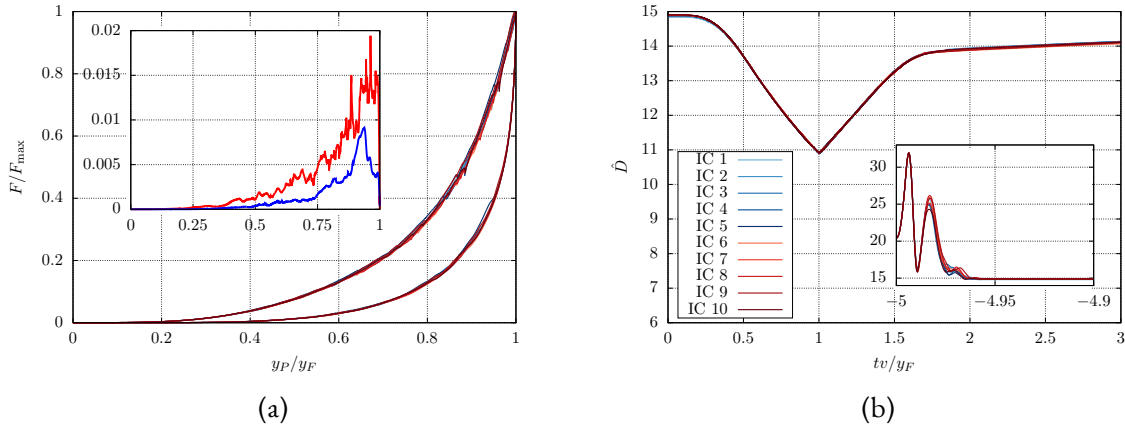 1
0.8
0.6
0.4
0.2
0
F/F_max
0.02
0.015
0.01
0.005
0
0 0.25 0.5 0.75 1
0 0.2 0.4 0.6 0.8 1
y_P/y_F
(a)
15
14
13
12
11
10
9
8
7
6
D̂
IC 1
IC 2
IC 3
IC 4
IC 5
IC 6
IC 7
IC 8
IC 9
IC 10
30
25
20
15
−5 −4.95 −4.9
0 0.5 1 1.5 2 2.5 3
tv/y_F
(b)